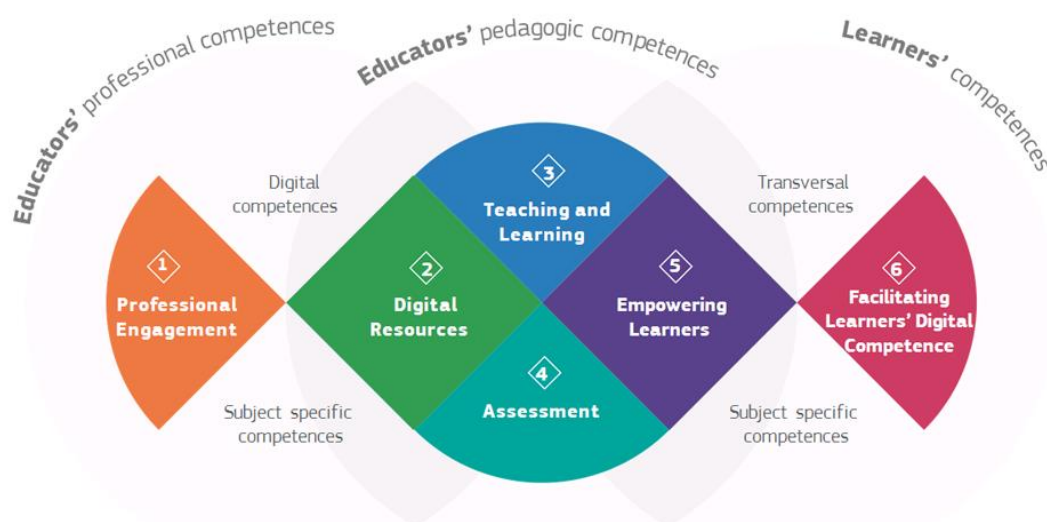 Educators' professional competences
Educators' pedagogic competences
Learners' competences
Digital
competences
Transversal
competences
1
Professional
Engagement
2
Digital
Resources
3
Teaching and
Learning
4
Assessment
5
Empowering
Learners
6
Facilitating
Learners' Digital
Competence
Subject specific
competences
Subject specific
competences